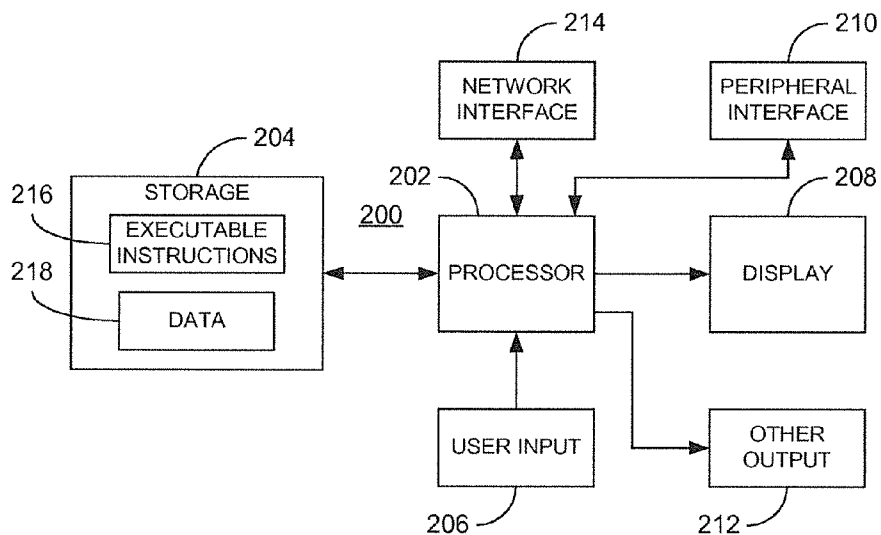 214
210
NETWORK
INTERFACE
PERIPHERAL
INTERFACE
204
STORAGE
216
EXECUTABLE
INSTRUCTIONS
218
DATA
202
200
PROCESSOR
208
DISPLAY
USER INPUT
206
OTHER
OUTPUT
212